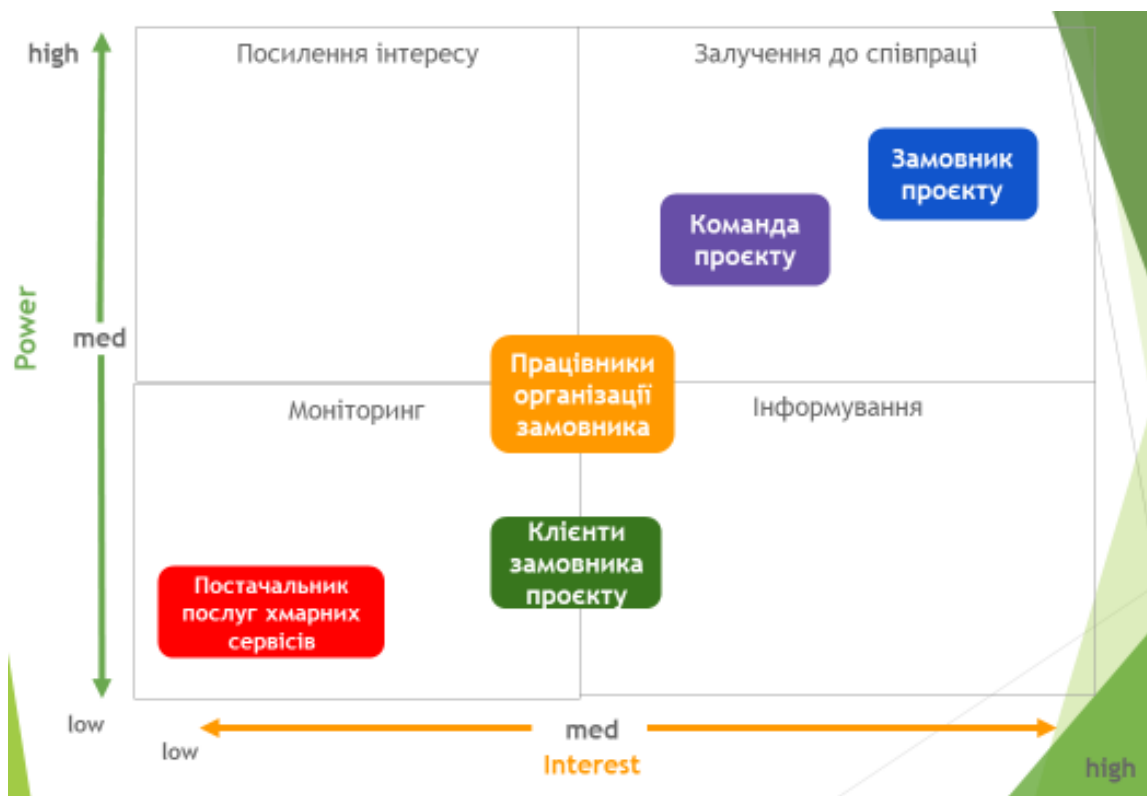 high
Посилення інтересу
Залучення до співпраці
Замовник
проєкту
Команда
проєкту
Power
med
Працівники
організації
замовника
Моніторинг
Інформування
Клієнти
замовника
проєкту
Постачальник
послуг хмарних
сервісів
low
low
med
Interest
high